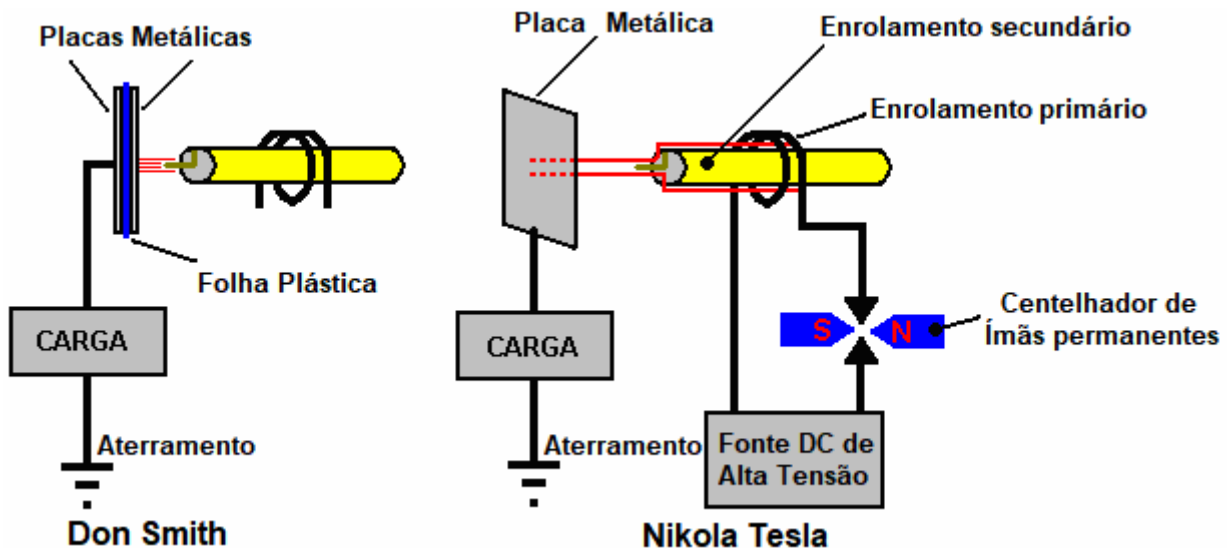 Placas Metálicas
Folha Plástica
CARGA
Aterramento
Don Smith
Placa Metálica
Enrolamento secundário
Enrolamento primário
S N
Centelhador de
Ímãs permanentes
CARGA
Aterramento
Fonte DC de
Alta Tensão
Nikola Tesla